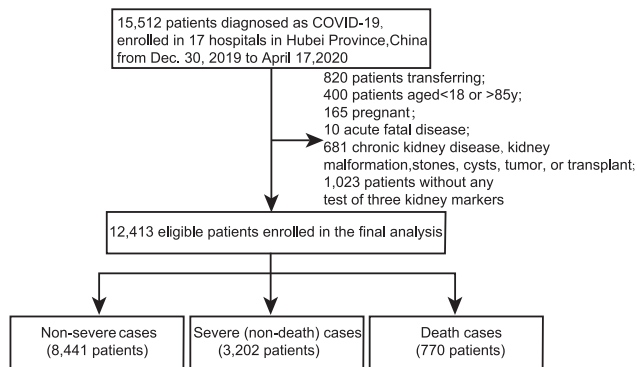 15,512 patients diagnosed as COVID-19,
enrolled in 17 hospitals in Hubei Province,China
from Dec. 30, 2019 to April 17,2020
820 patients transferring;
400 patients aged<18 or >85y;
165 pregnant;
10 acute fatal disease;
681 chronic kidney disease, kidney
malformation,stones, cysts, tumor, or transplant;
1,023 patients without any
test of three kidney markers
12,413 eligible patients enrolled in the final analysis
Non-severe cases
(8,441 patients)
Severe (non-death) cases
(3,202 patients)
Death cases
(770 patients)